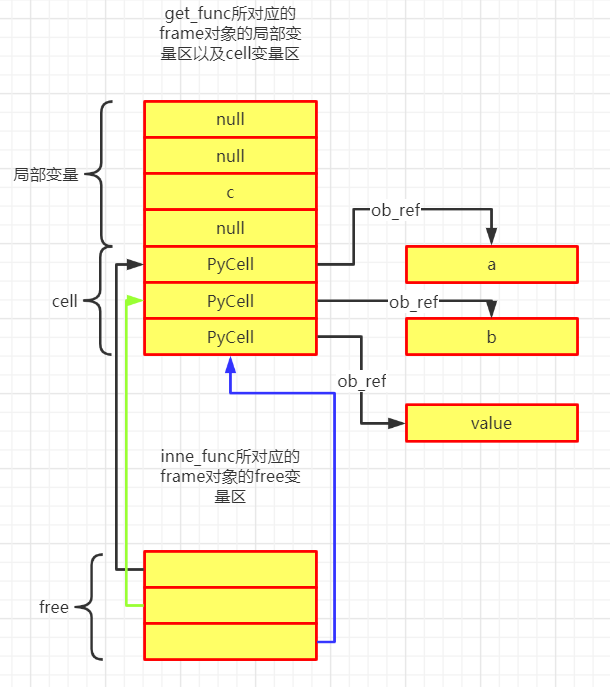 get_func所对应的
frame对象的局部变
量区以及cell变量区
null
null
局部变量
c
null
ob_ref
PyCell
a
cell
PyCell
ob_ref
PyCell
b
ob_ref
value
inne_func所对应的
frame对象的free变
量区
free